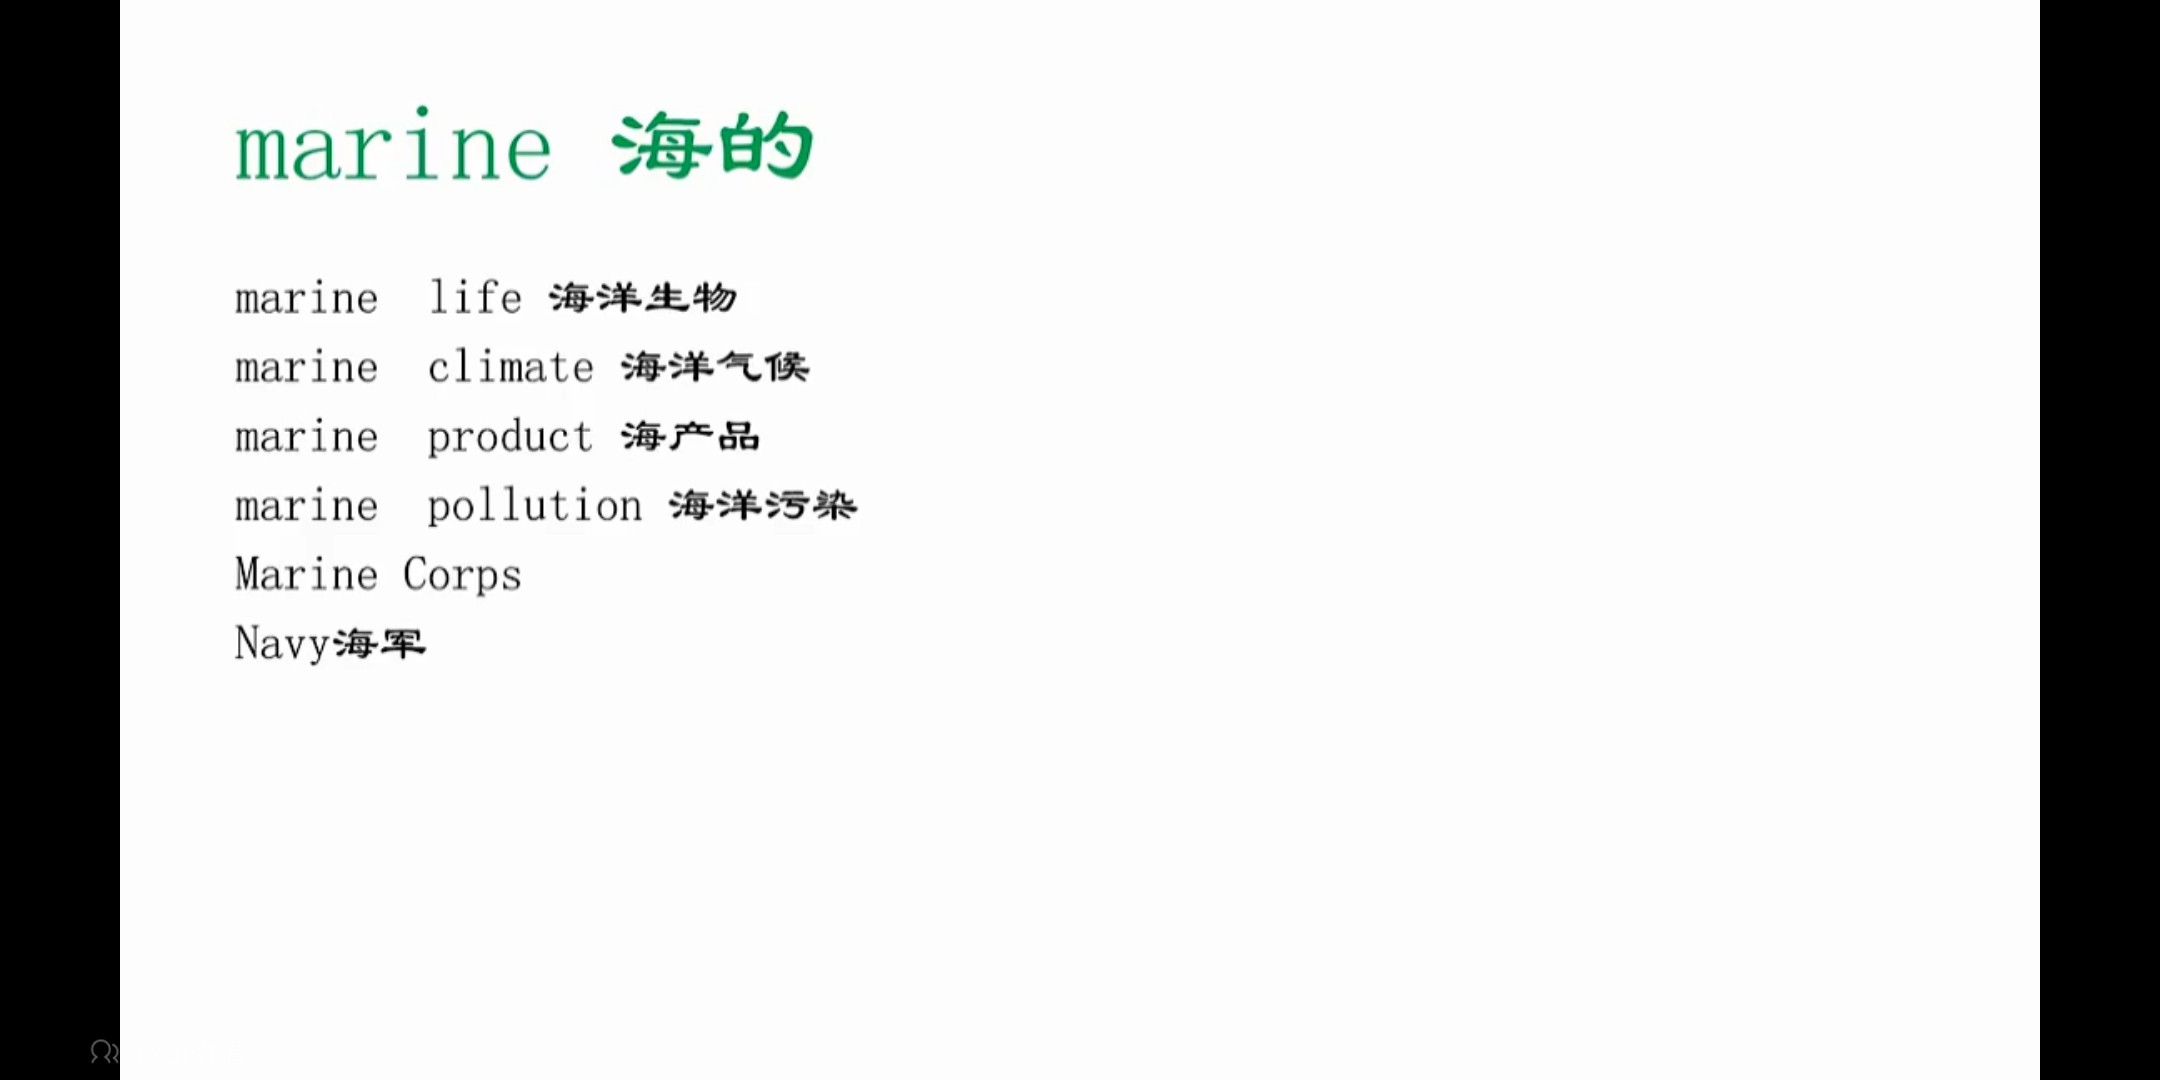 marine 海的
marine life 海洋生物
marine climate 海洋气候
marine product 海产品
marine pollution 海洋污染
Marine Corps
Navy海军